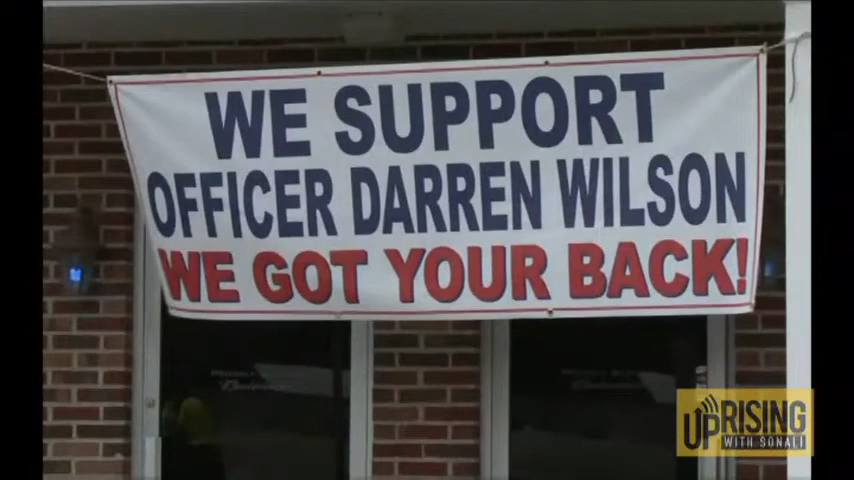 WE SUPPORT
OFFICER DARREN WILSON
WE GOT YOUR BACK!
UPRISING
WITH SONALI